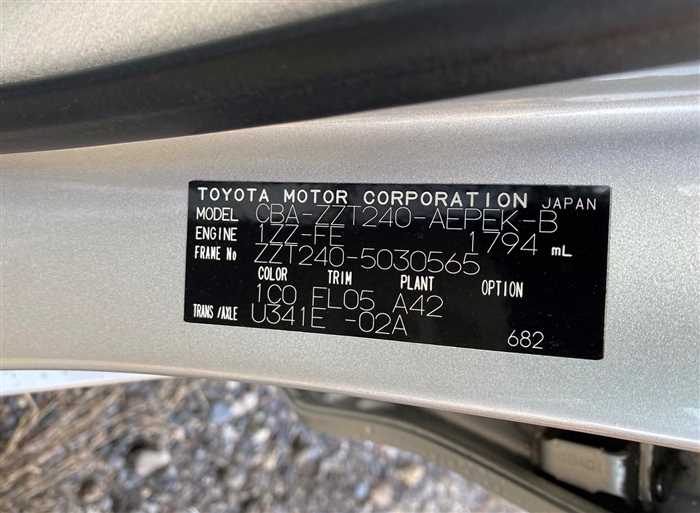 TOYOTA MOTOR CORPORATION JAPAN
MODEL CBA-ZZT240-AEPEK-B
ENGINE 1ZZ-FE 1794 mL
FRAME No ZZT240-5030565
COLOR TRIM PLANT OPTION
1C0 FL05 A42
TRANS/AXLE U341E -02A
682